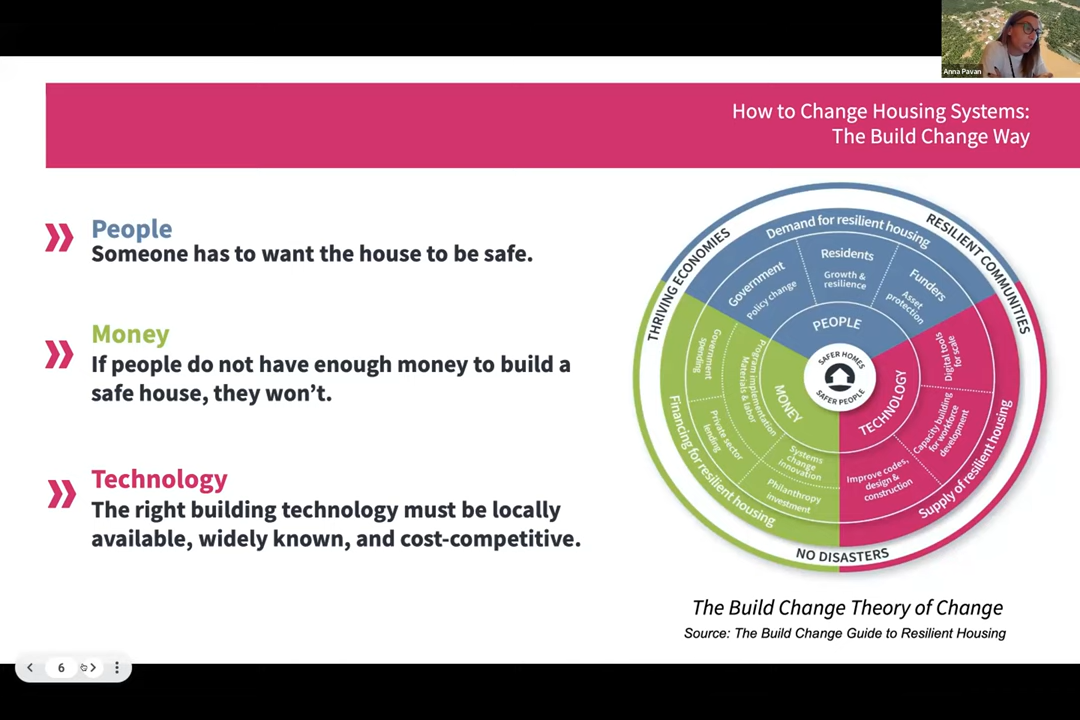 Anna Pavan
How to Change Housing Systems:
The Build Change Way
People
Someone has to want the house to be safe.
Money
If people do not have enough money to build a
safe house, they won’t.
Technology
The right building technology must be locally
available, widely known, and cost-competitive.
THRIVING ECONOMIES
RESILIENT COMMUNITIES
NO DISASTERS
Demand for resilient housing
Government
Policy change
Residents
Growth &
resilience
Funders
Asset
protection
PEOPLE
SAFER HOMES
SAFER PEOPLE
MONEY
TECHNOLOGY
Government
spending
Program implementation
Materials & labor
Private sector
lending
Systems
change
innovation
Philanthropy
investment
Financing for resilient housing
Digital tools
for scale
Capacity building
for workforce
development
Improve codes,
design &
construction
Supply of resilient housing
The Build Change Theory of Change
Source: The Build Change Guide to Resilient Housing
6